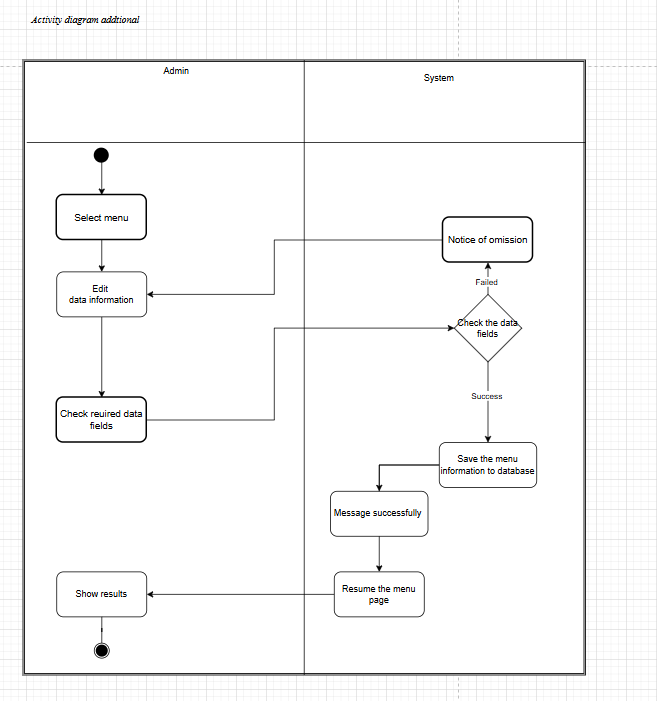 Activity diagram addtional
Admin
System
Select menu
Notice of omission
Edit
data information
Failed
Check the data
fields
Success
Check reuired data
fields
Save the menu
information to database
Message successfully
Show results
Resume the menu
page